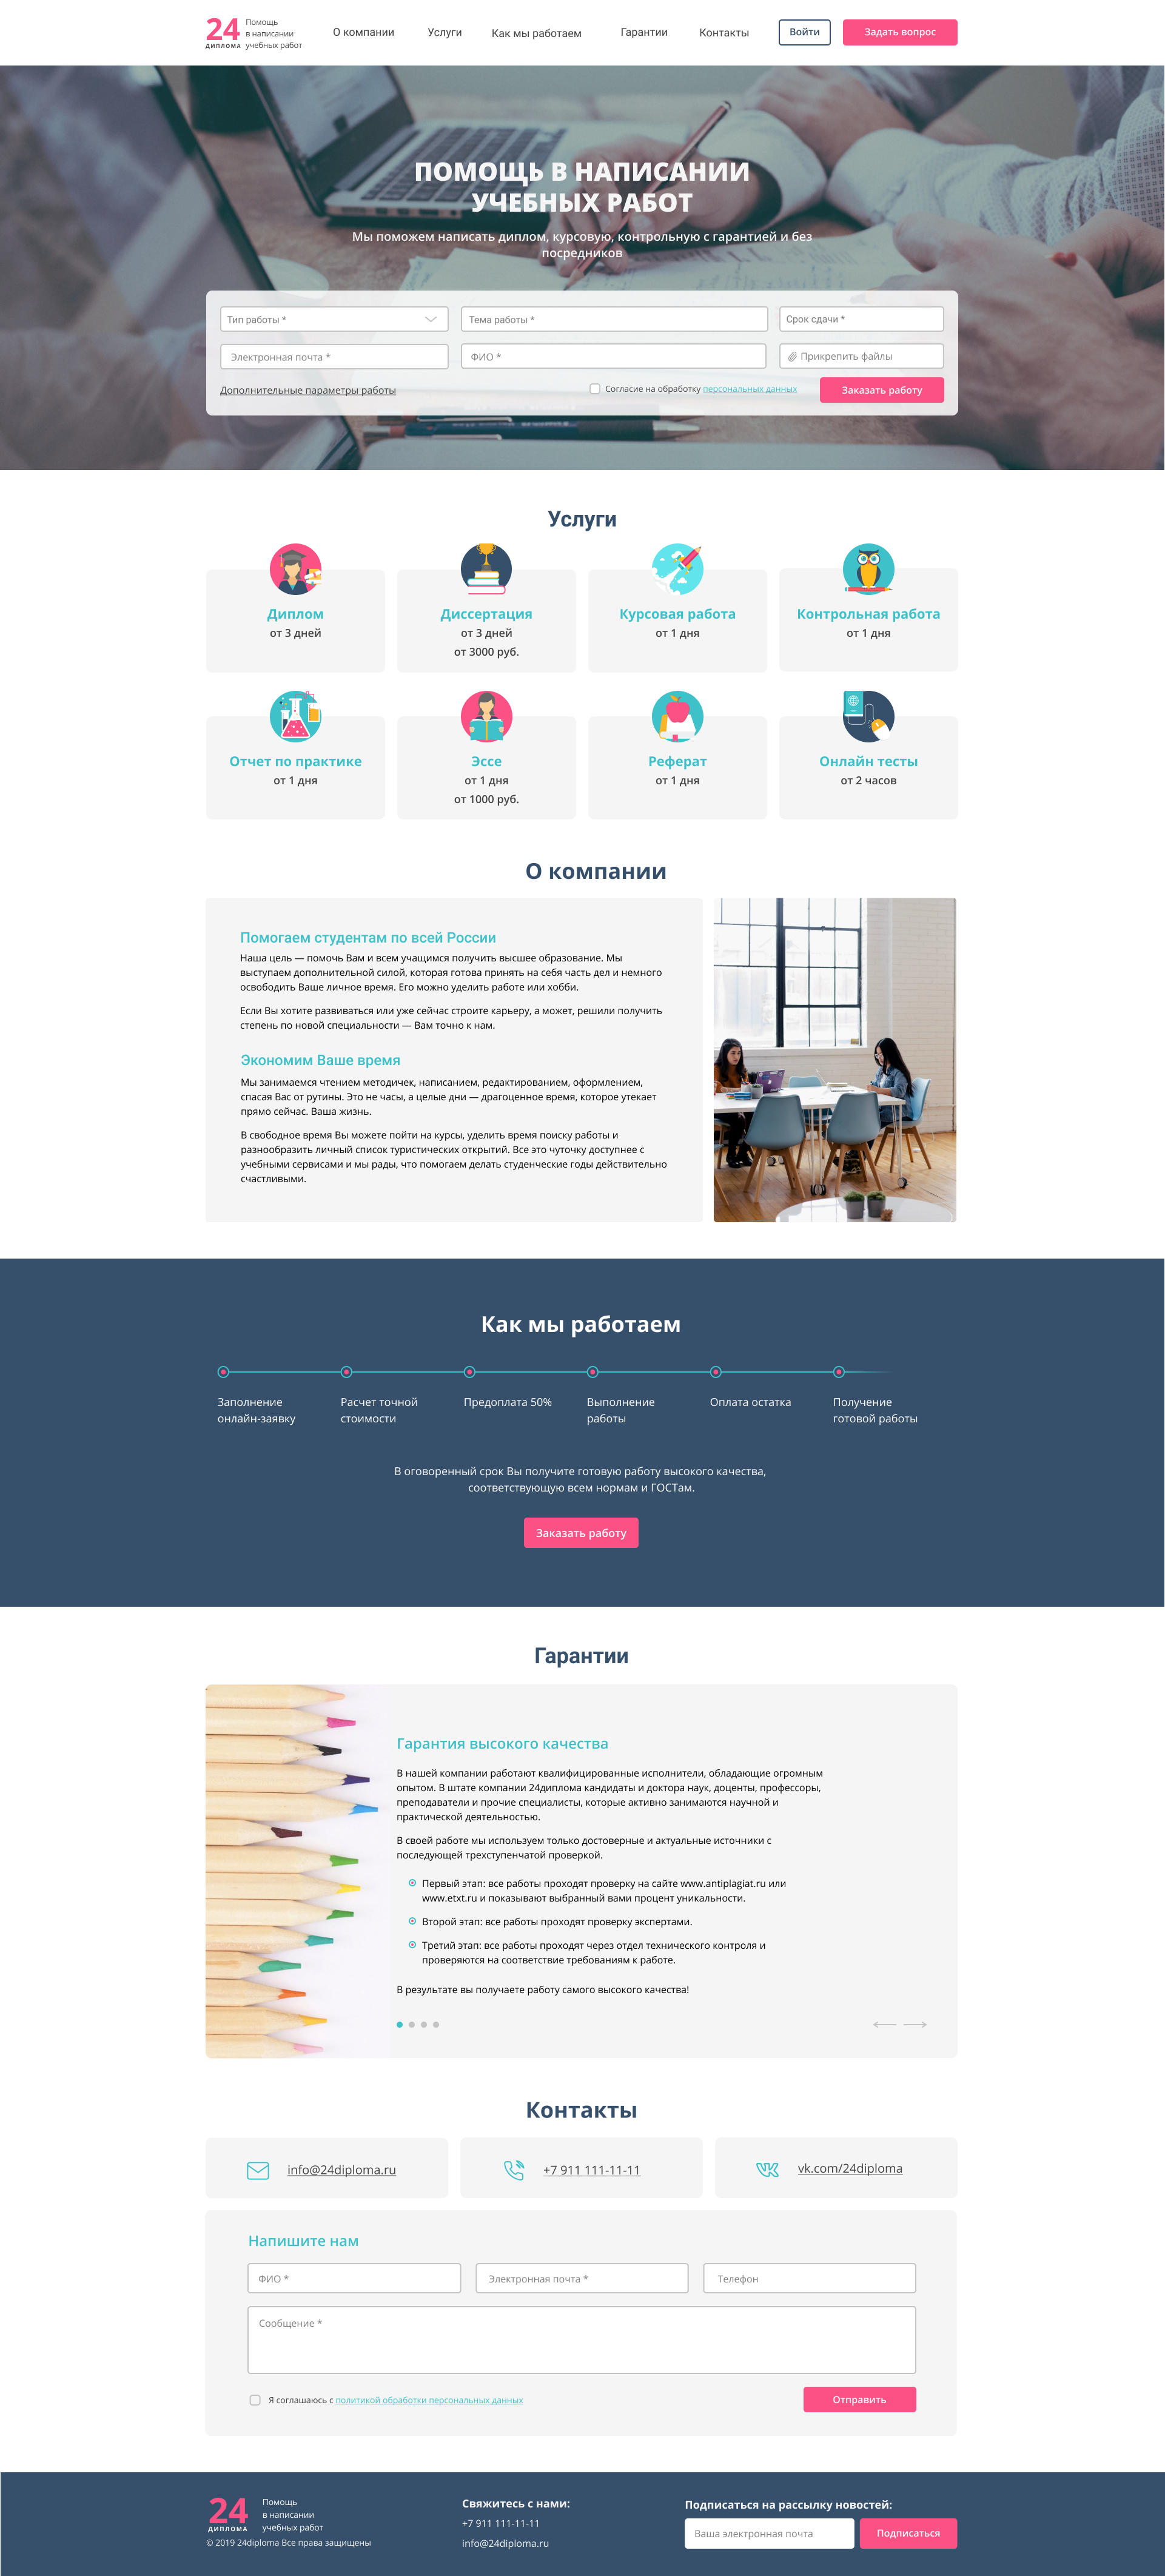 24
ДИПЛОМА
Помощь
в написании
учебных работ
О компании
Услуги
Как мы работаем
Гарантии
Контакты
Войти
Задать вопрос
ПОМОЩЬ В НАПИСАНИИ
УЧЕБНЫХ РАБОТ
Мы поможем написать диплом, курсовую, контрольную с гарантией и без
посредников
Тип работы *
Тема работы *
Срок сдачи *
Электронная почта *
ФИО *
Прикрепить файлы
Дополнительные параметры работы
Согласие на обработку персональных данных
Заказать работу
Услуги
Диплом
от 3 дней
Диссертация
от 3 дней
от 3000 руб.
Курсовая работа
от 1 дня
Контрольная работа
от 1 дня
Отчет по практике
от 1 дня
Эссе
от 1 дня
от 1000 руб.
Реферат
от 1 дня
Онлайн тесты
от 2 часов
О компании
Помогаем студентам по всей России
Наша цель — помочь Вам и всем учащимся получить высшее образование. Мы
выступаем дополнительной силой, которая готова принять на себя часть дел и немного
освободить Ваше личное время. Его можно уделить работе или хобби.
Если Вы хотите развиваться или уже сейчас строите карьеру, а может, решили получить
степень по новой специальности — Вам точно к нам.
Экономим Ваше время
Мы занимаемся чтением методичек, написанием, редактированием, оформлением,
спасая Вас от рутины. Это не часы, а целые дни — драгоценное время, которое утекает
прямо сейчас. Ваша жизнь.
В свободное время Вы можете пойти на курсы, уделить время поиску работы и
разнообразить личный список туристических открытий. Все это чуточку доступнее с
учебными сервисами и мы рады, что помогаем делать студенческие годы действительно
счастливыми.
Как мы работаем
Заполнение
онлайн-заявку
Расчет точной
стоимости
Предоплата 50%
Выполнение
работы
Оплата остатка
Получение
готовой работы
В оговоренный срок Вы получите готовую работу высокого качества,
соответствующую всем нормам и ГОСТам.
Заказать работу
Гарантии
Гарантия высокого качества
В нашей компании работают квалифицированные исполнители, обладающие огромным
опытом. В штате компании 24диплома кандидаты и доктора наук, доценты, профессоры,
преподаватели и прочие специалисты, которые активно занимаются научной и
практической деятельностью.
В своей работе мы используем только достоверные и актуальные источники с
последующей трехступенчатой проверкой.
Первый этап: все работы проходят проверку на сайте www.antiplagiat.ru или
www.etxt.ru и показывают выбранный вами процент уникальности.
Второй этап: все работы проходят проверку экспертами.
Третий этап: все работы проходят через отдел технического контроля и
проверяются на соответствие требованиям к работе.
В результате вы получаете работу самого высокого качества!
Контакты
info@24diploma.ru
+7 911 111-11-11
vk.com/24diploma
Напишите нам
ФИО *
Электронная почта *
Телефон
Сообщение *
Я соглашаюсь с политикой обработки персональных данных
Отправить
24
ДИПЛОМА
Помощь
в написании
учебных работ
© 2019 24diploma Все права защищены
Свяжитесь с нами:
+7 911 111-11-11
info@24diploma.ru
Подписаться на рассылку новостей:
Ваша электронная почта
Подписаться